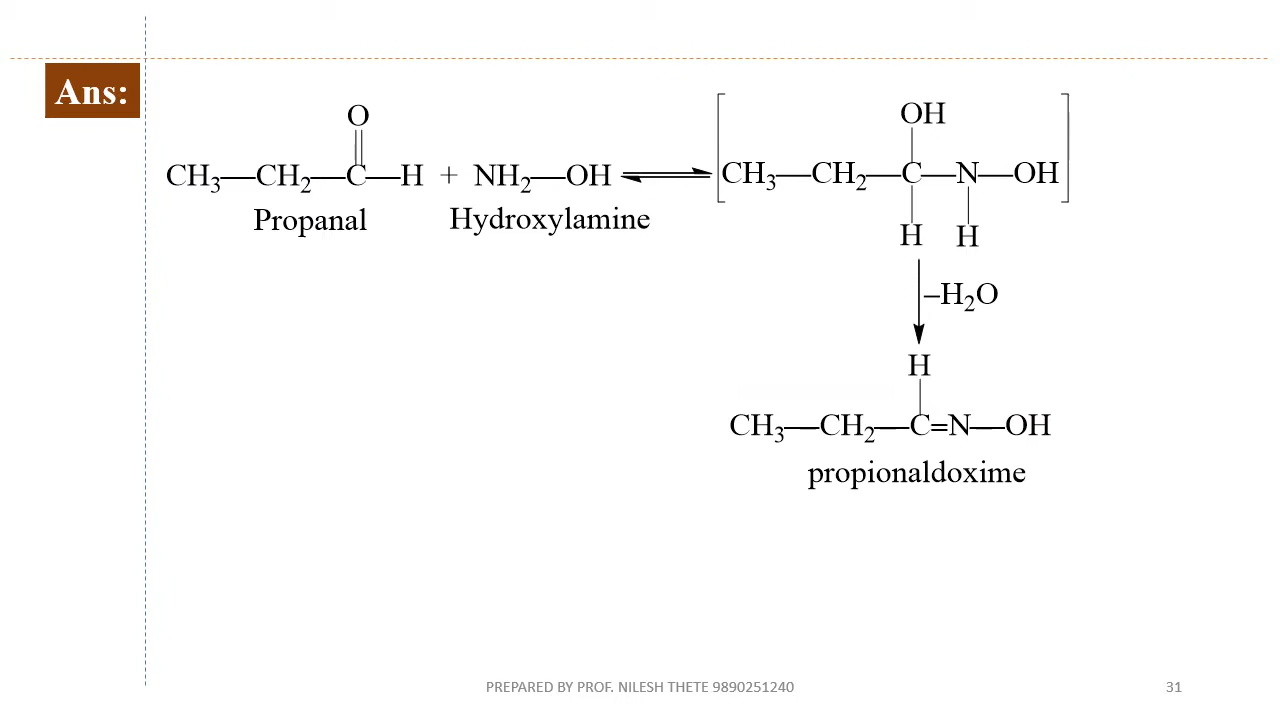 Ans:
O
CH3—CH2—C—H + NH2—OH
Propanal
Hydroxylamine
OH
CH3—CH2—C—N—OH
H H
–H2O
H
CH3—CH2—C=N—OH
propionaldoxime
PREPARED BY PROF. NILESH THETE 9890251240
31